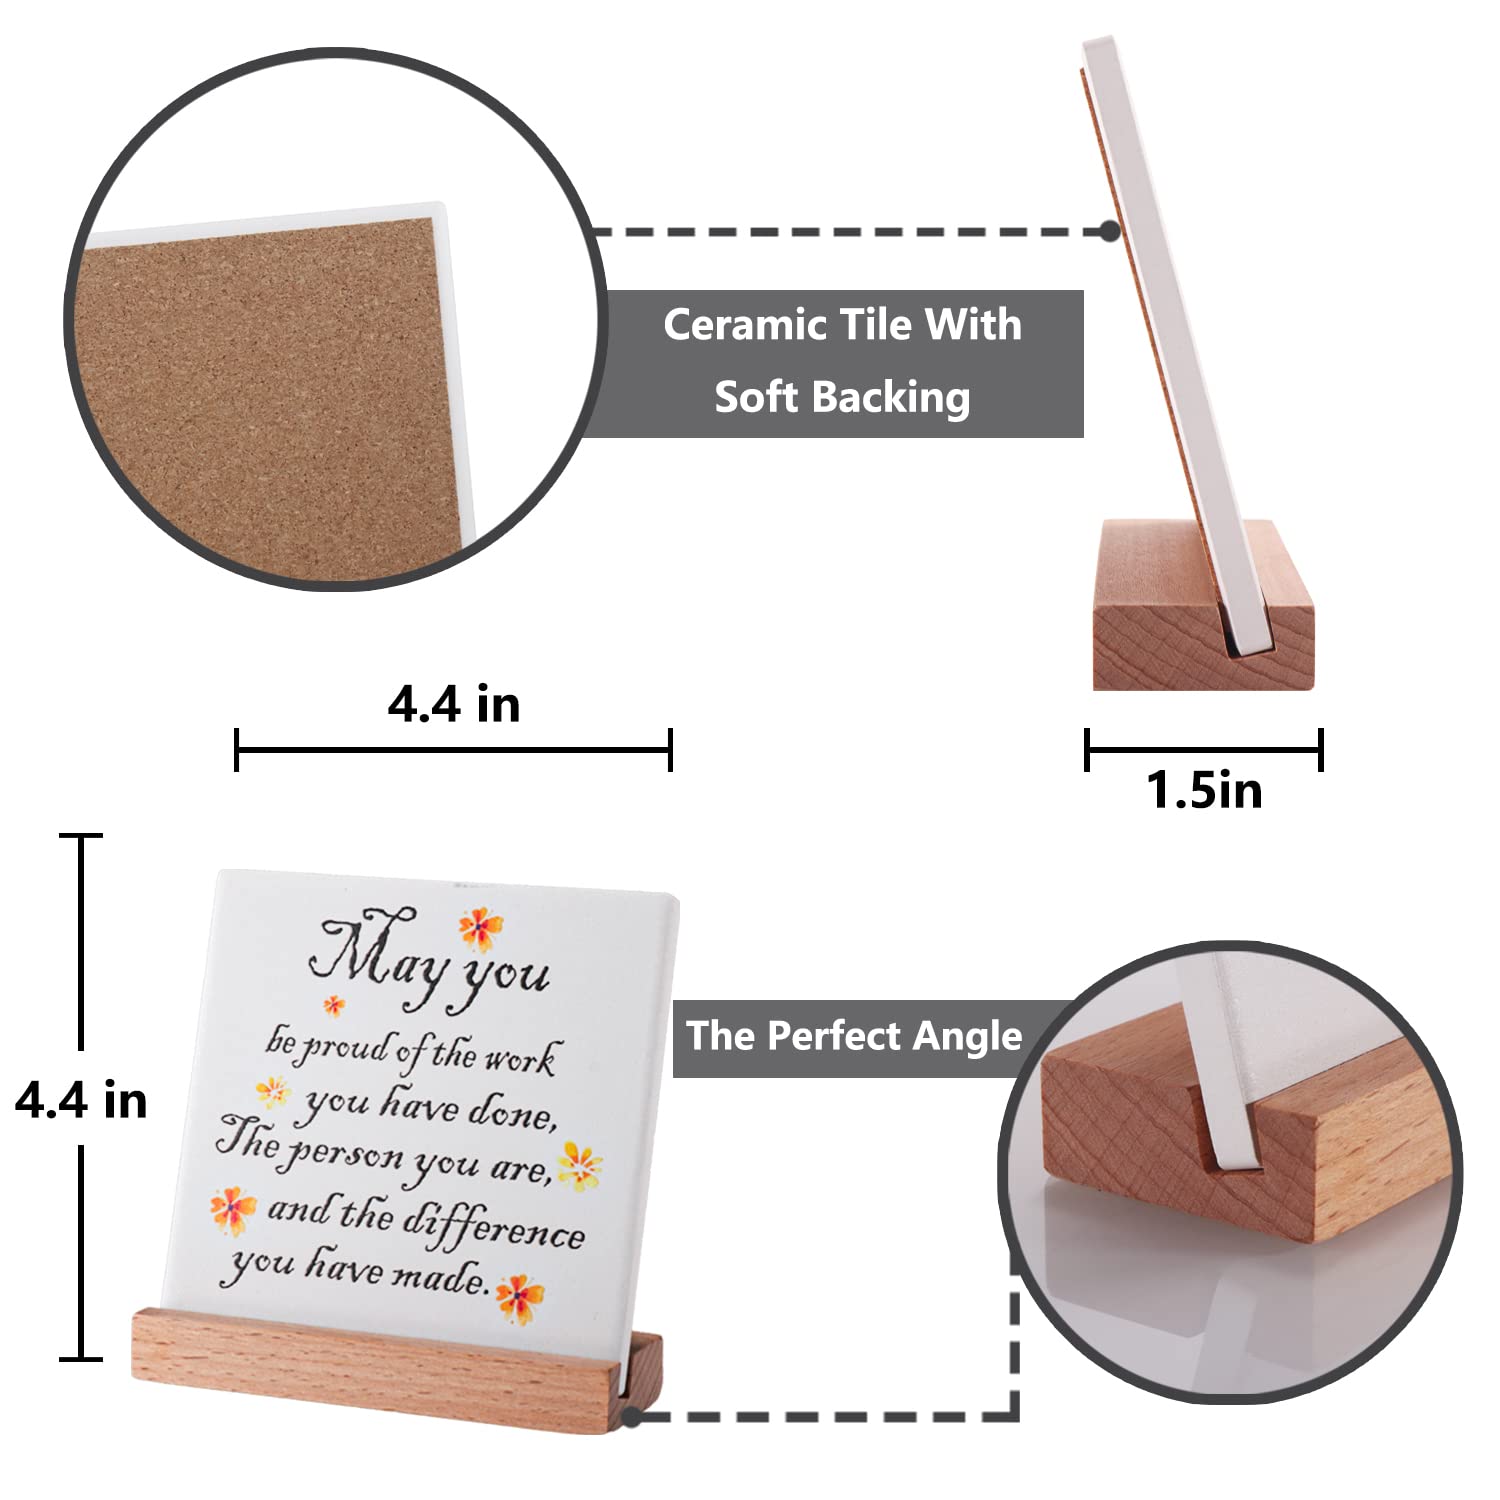 Ceramic Tile With
Soft Backing
4.4 in
1.5in
4.4 in
May you
be proud of the work
you have done,
The person you are,
and the difference
you have made.
The Perfect Angle